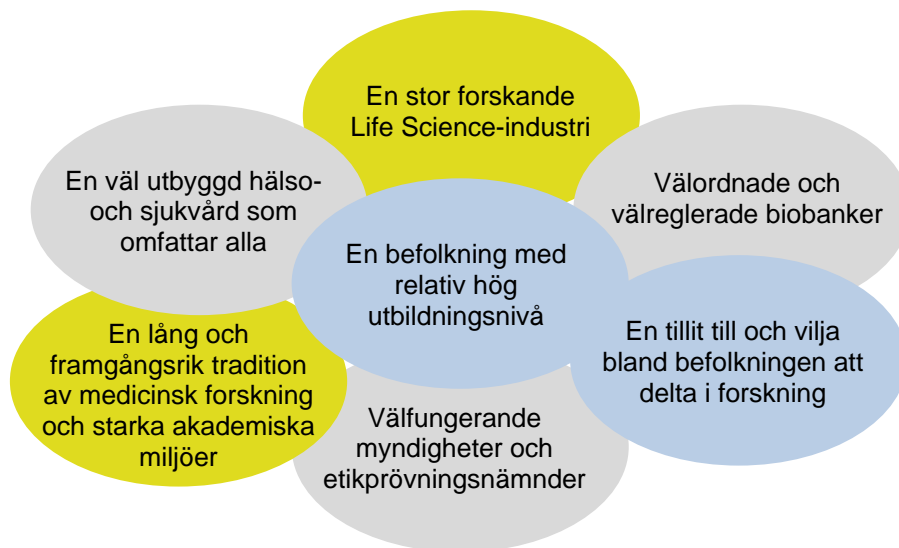 En stor forskande
Life Science-industri
En väl utbyggd hälso-
och sjukvård som
omfattar alla
Välordnade och
välreglerade biobanker
En befolkning med
relativ hög
utbildningsnivå
En lång och
framgångsrik tradition
av medicinsk forskning
och starka akademiska
miljöer
En tillit till och vilja
bland befolkningen att
delta i forskning
Välfungerande
myndigheter och
etikprövningsnämnder